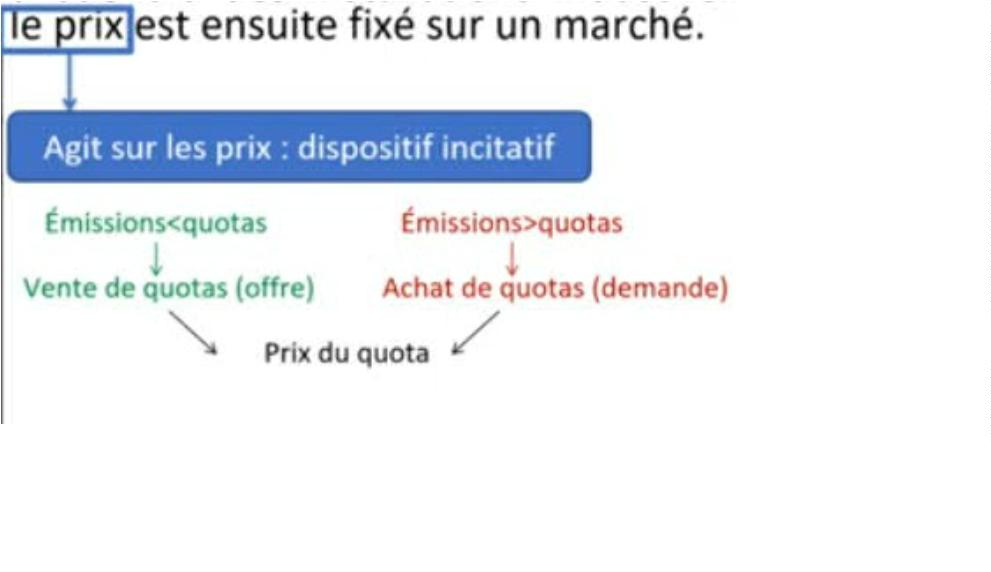 le prix est ensuite fixé sur un marché.
Agit sur les prix : dispositif incitatif
Émissions<quotas
Émissions>quotas
Vente de quotas (offre)
Achat de quotas (demande)
Prix du quota